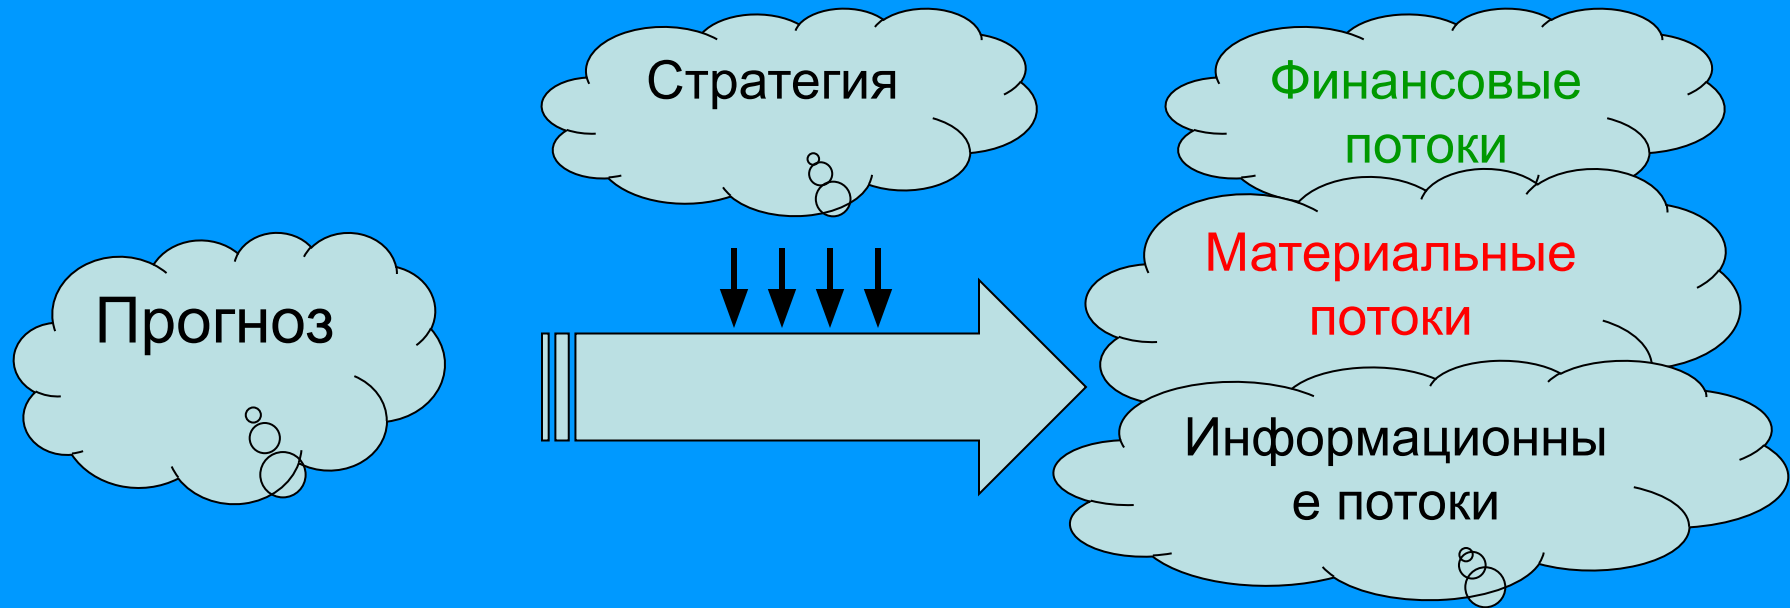 Стратегия
Прогноз
Финансовые
потоки
Материальные
потоки
Информационны
е потоки